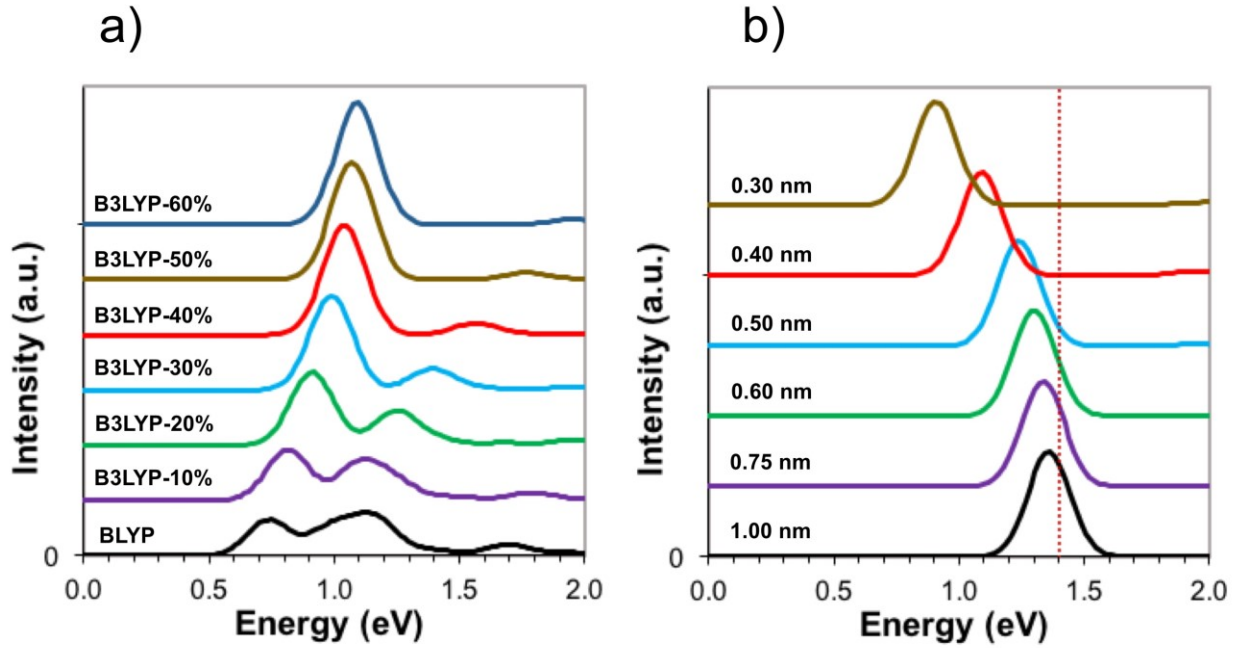 a)
Intensity (a.u.)
B3LYP-60%
B3LYP-50%
B3LYP-40%
B3LYP-30%
B3LYP-20%
B3LYP-10%
BLYP
0
0.0 0.5 1.0 1.5 2.0
Energy (eV)
b)
Intensity (a.u.)
0.30 nm
0.40 nm
0.50 nm
0.60 nm
0.75 nm
1.00 nm
0
0.0 0.5 1.0 1.5 2.0
Energy (eV)